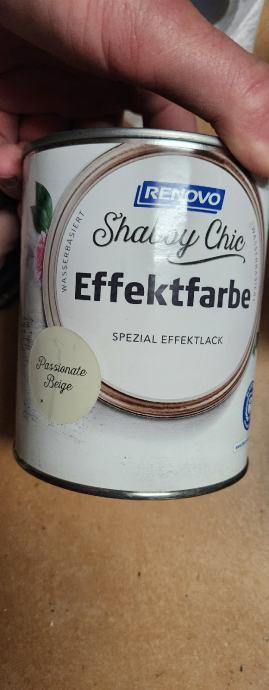 RENOVO
Shabby Chic
WASSERBASIERT
Effektfarbe
SPEZIAL EFFEKTLACK
Passionate
Beige